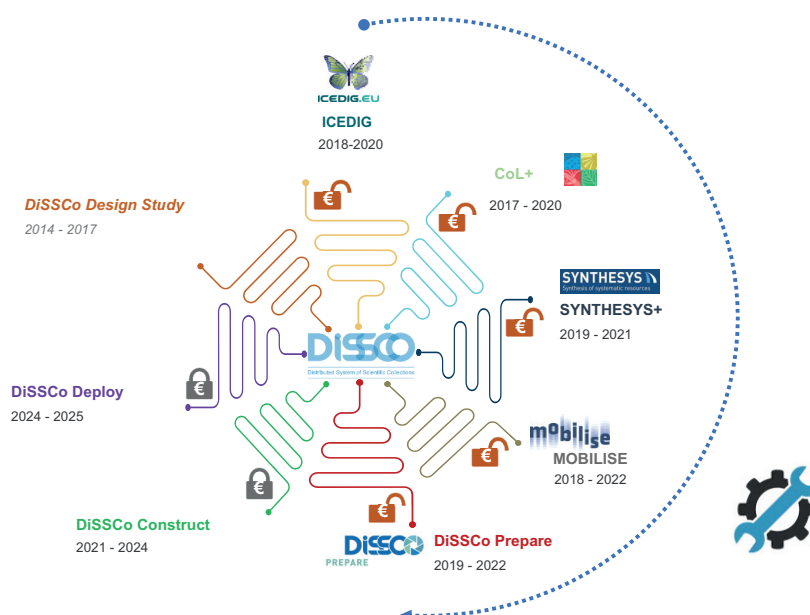 ICEDIG.EU
ICEDIG
2018-2020
CoL+
2017 - 2020
DiSSCo Design Study
2014 - 2017
€
€
SYNTHESYS
Synthesis of systematic resources
SYNTHESYS+
2019 - 2021
€
DiSSCo
Distributed System of Scientific Collections
€
DiSSCo Deploy
2024 - 2025
mobilise
MOBILISE
2018 - 2022
€
€
€
DiSSCo Construct
2021 - 2024
DiSSCO
PREPARE
DiSSCo Prepare
2019 - 2022